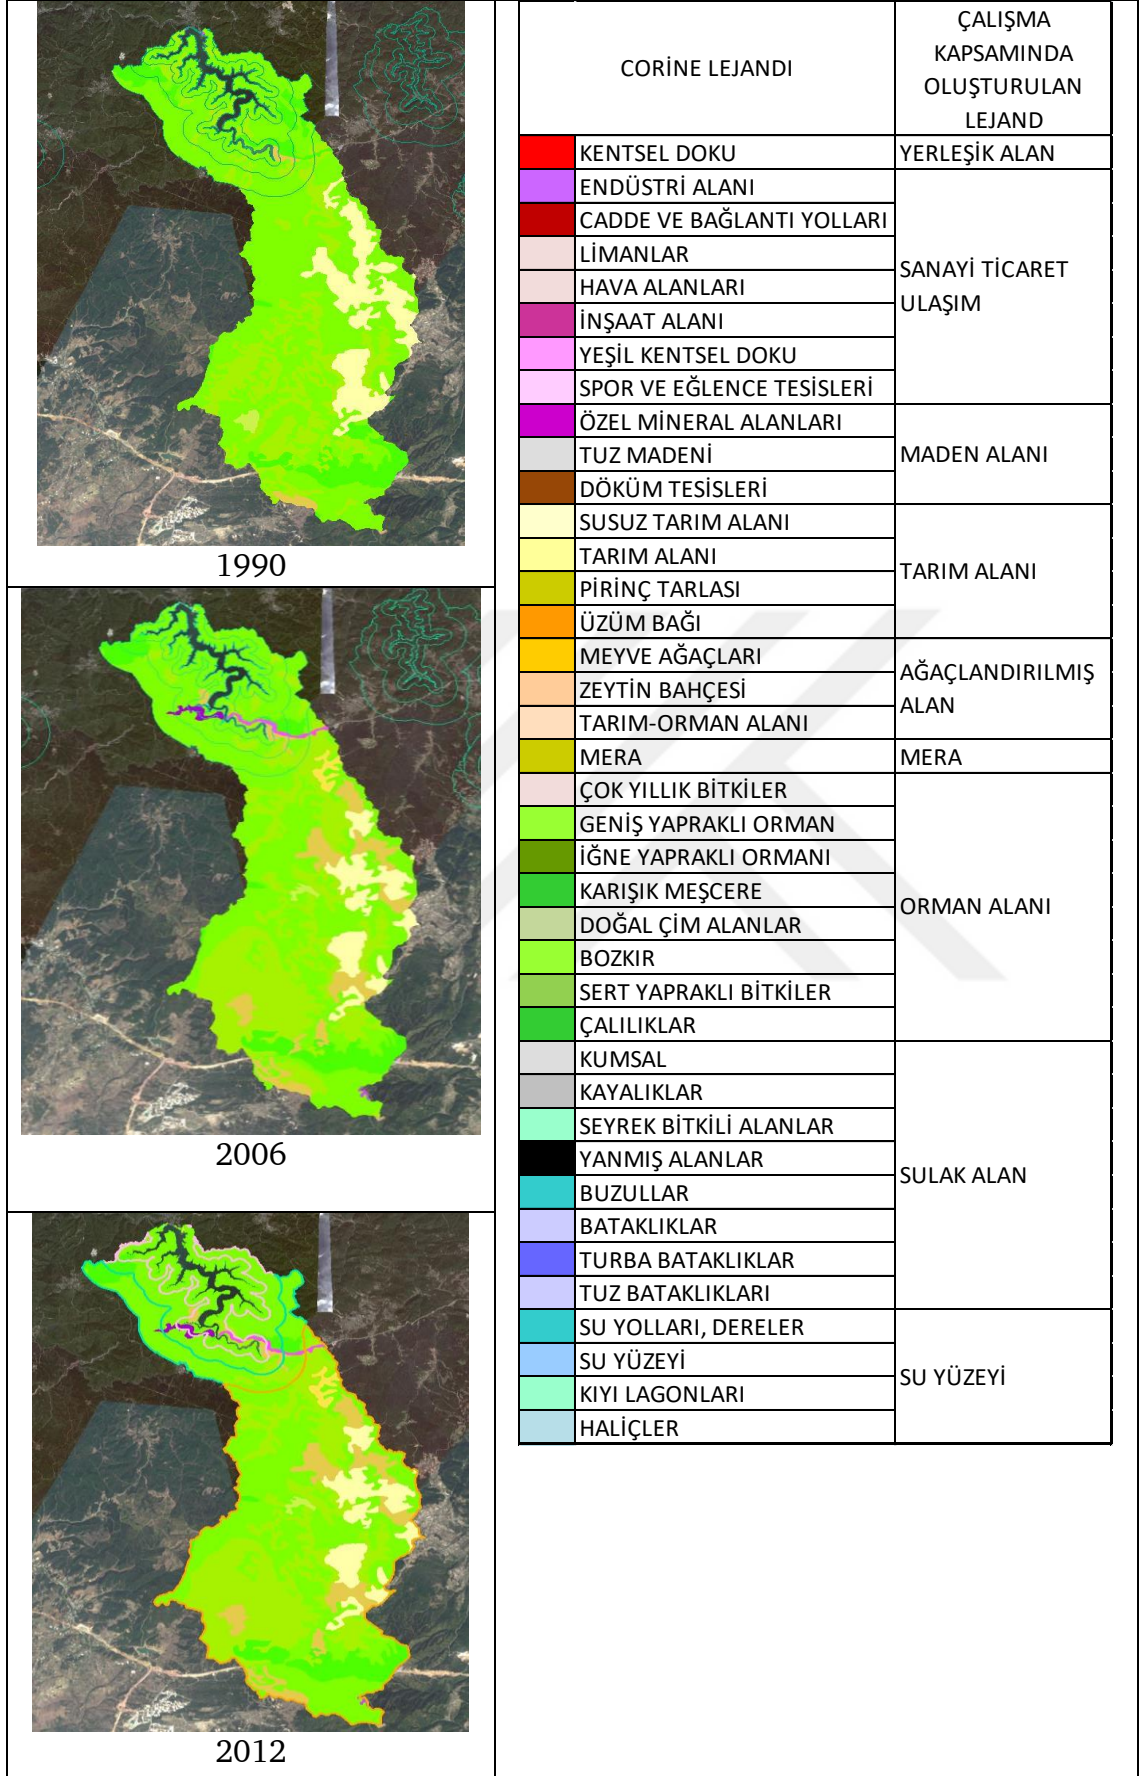 1990
2006
2012
CORİNE LEJANDI
ÇALIŞMA
KAPSAMINDA
OLUŞTURULAN
LEJAND
KENTSEL DOKU
YERLEŞİK ALAN
ENDÜSTRİ ALANI
CADDE VE BAĞLANTI YOLLARI
LİMANLAR
HAVA ALANLARI
İNŞAAT ALANI
YEŞİL KENTSEL DOKU
SPOR VE EĞLENCE TESİSLERİ
SANAYİ TİCARET
ULAŞIM
ÖZEL MİNERAL ALANLARI
TUZ MADENİ
DÖKÜM TESİSLERİ
MADEN ALANI
SUSUZ TARIM ALANI
TARIM ALANI
PİRİNÇ TARLASI
ÜZÜM BAĞI
TARIM ALANI
MEYVE AĞAÇLARI
ZEYTİN BAHÇESİ
TARIM-ORMAN ALANI
AĞAÇLANDIRILMIŞ
ALAN
MERA
MERA
ÇOK YILLIK BİTKİLER
GENİŞ YAPRAKLI ORMAN
İĞNE YAPRAKLI ORMANI
KARIŞIK MEŞCERE
DOĞAL ÇİM ALANLAR
BOZKIR
SERT YAPRAKLI BİTKİLER
ÇALILIKLAR
ORMAN ALANI
KUMSAL
KAYALIKLAR
SEYREK BİTKİLİ ALANLAR
YANMIŞ ALANLAR
BUZULLAR
BATAKLIKLAR
TURBA BATAKLIKLAR
TUZ BATAKLIKLARI
SULAK ALAN
SU YOLLARI, DERELER
SU YÜZEYİ
KIYI LAGONLARI
HALİÇLER
SU YÜZEYİ